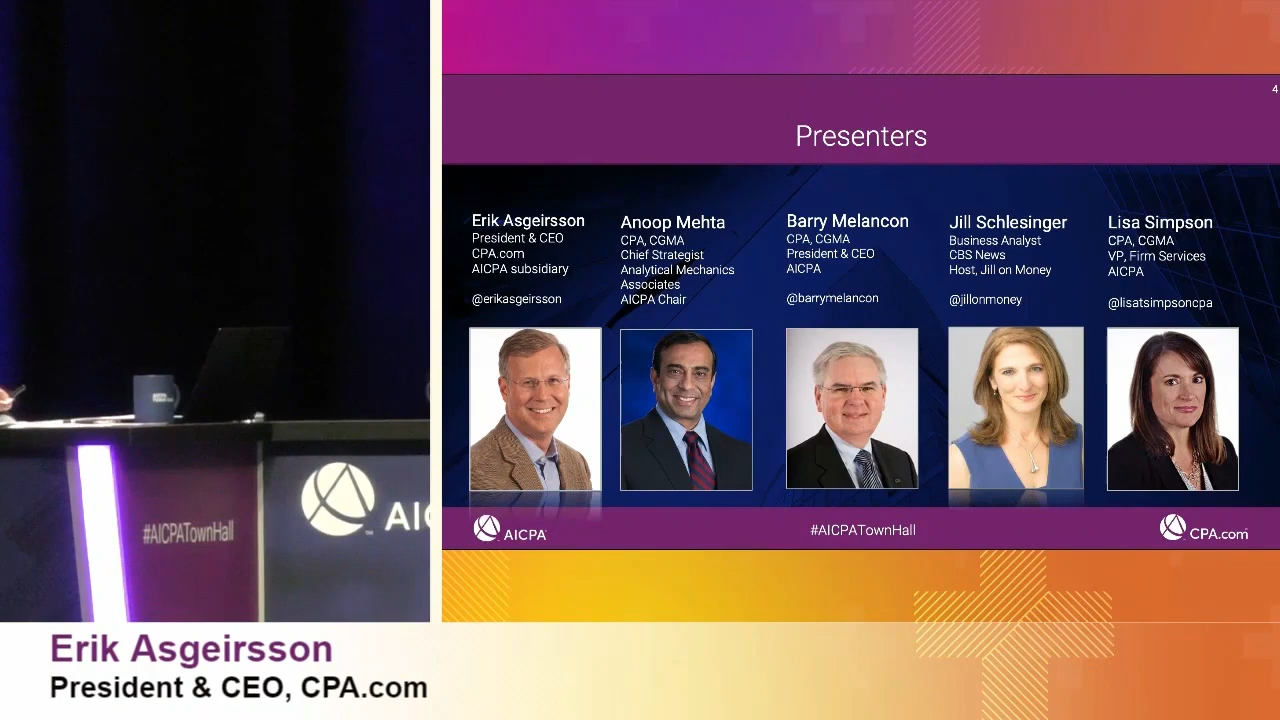 4
Presenters
Erik Asgeirsson
President & CEO
CPA.com
AICPA subsidiary
@erikasgeirsson
Anoop Mehta
CPA, CGMA
Chief Strategist
Analytical Mechanics
Associates
AICPA Chair
Barry Melancon
CPA, CGMA
President & CEO
AICPA
@barrymelancon
Jill Schlesinger
Business Analyst
CBS News
Host, Jill on Money
@jillonmoney
Lisa Simpson
CPA, CGMA
VP, Firm Services
AICPA
@lisatsimpsoncpa
AICPA®
#AICPATownHall
CPA.com™
#AICPATownHall
AIC
Erik Asgeirsson
President & CEO, CPA.com